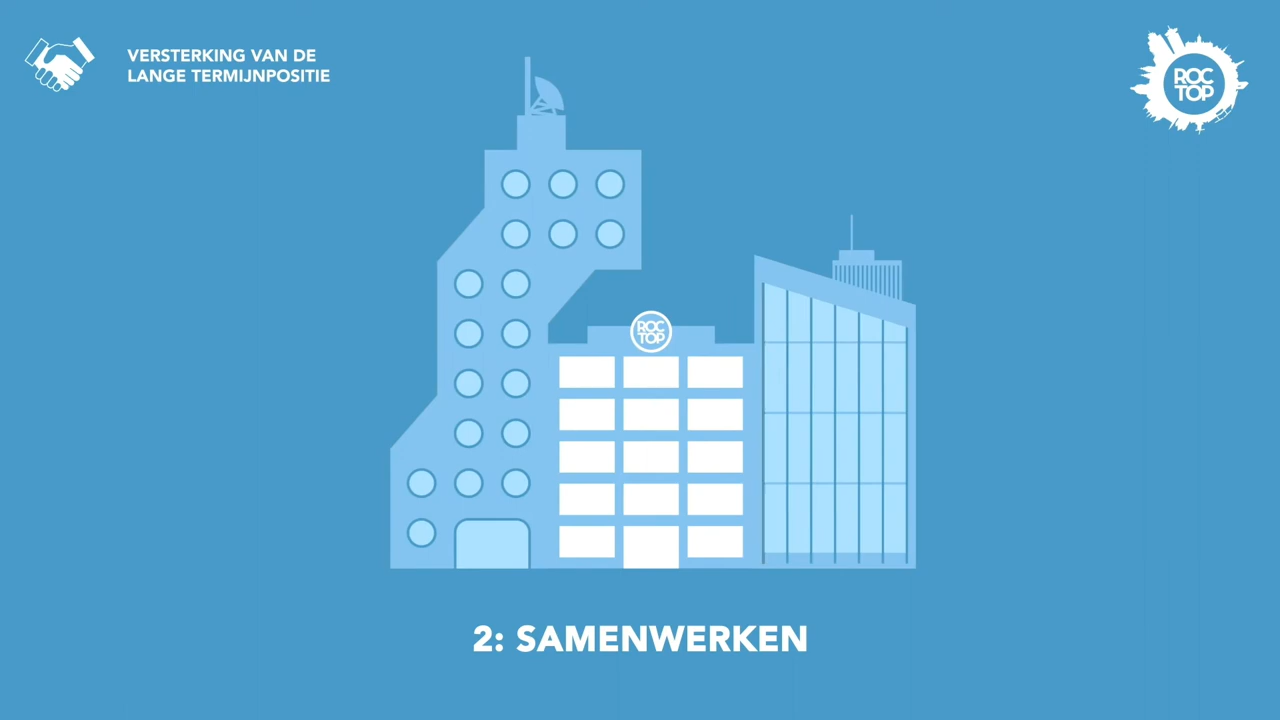 VERSTERKING VAN DE
LANGE TERMIJNPOSITIE
ROC
TOP
ROC
TOP
2: SAMENWERKEN